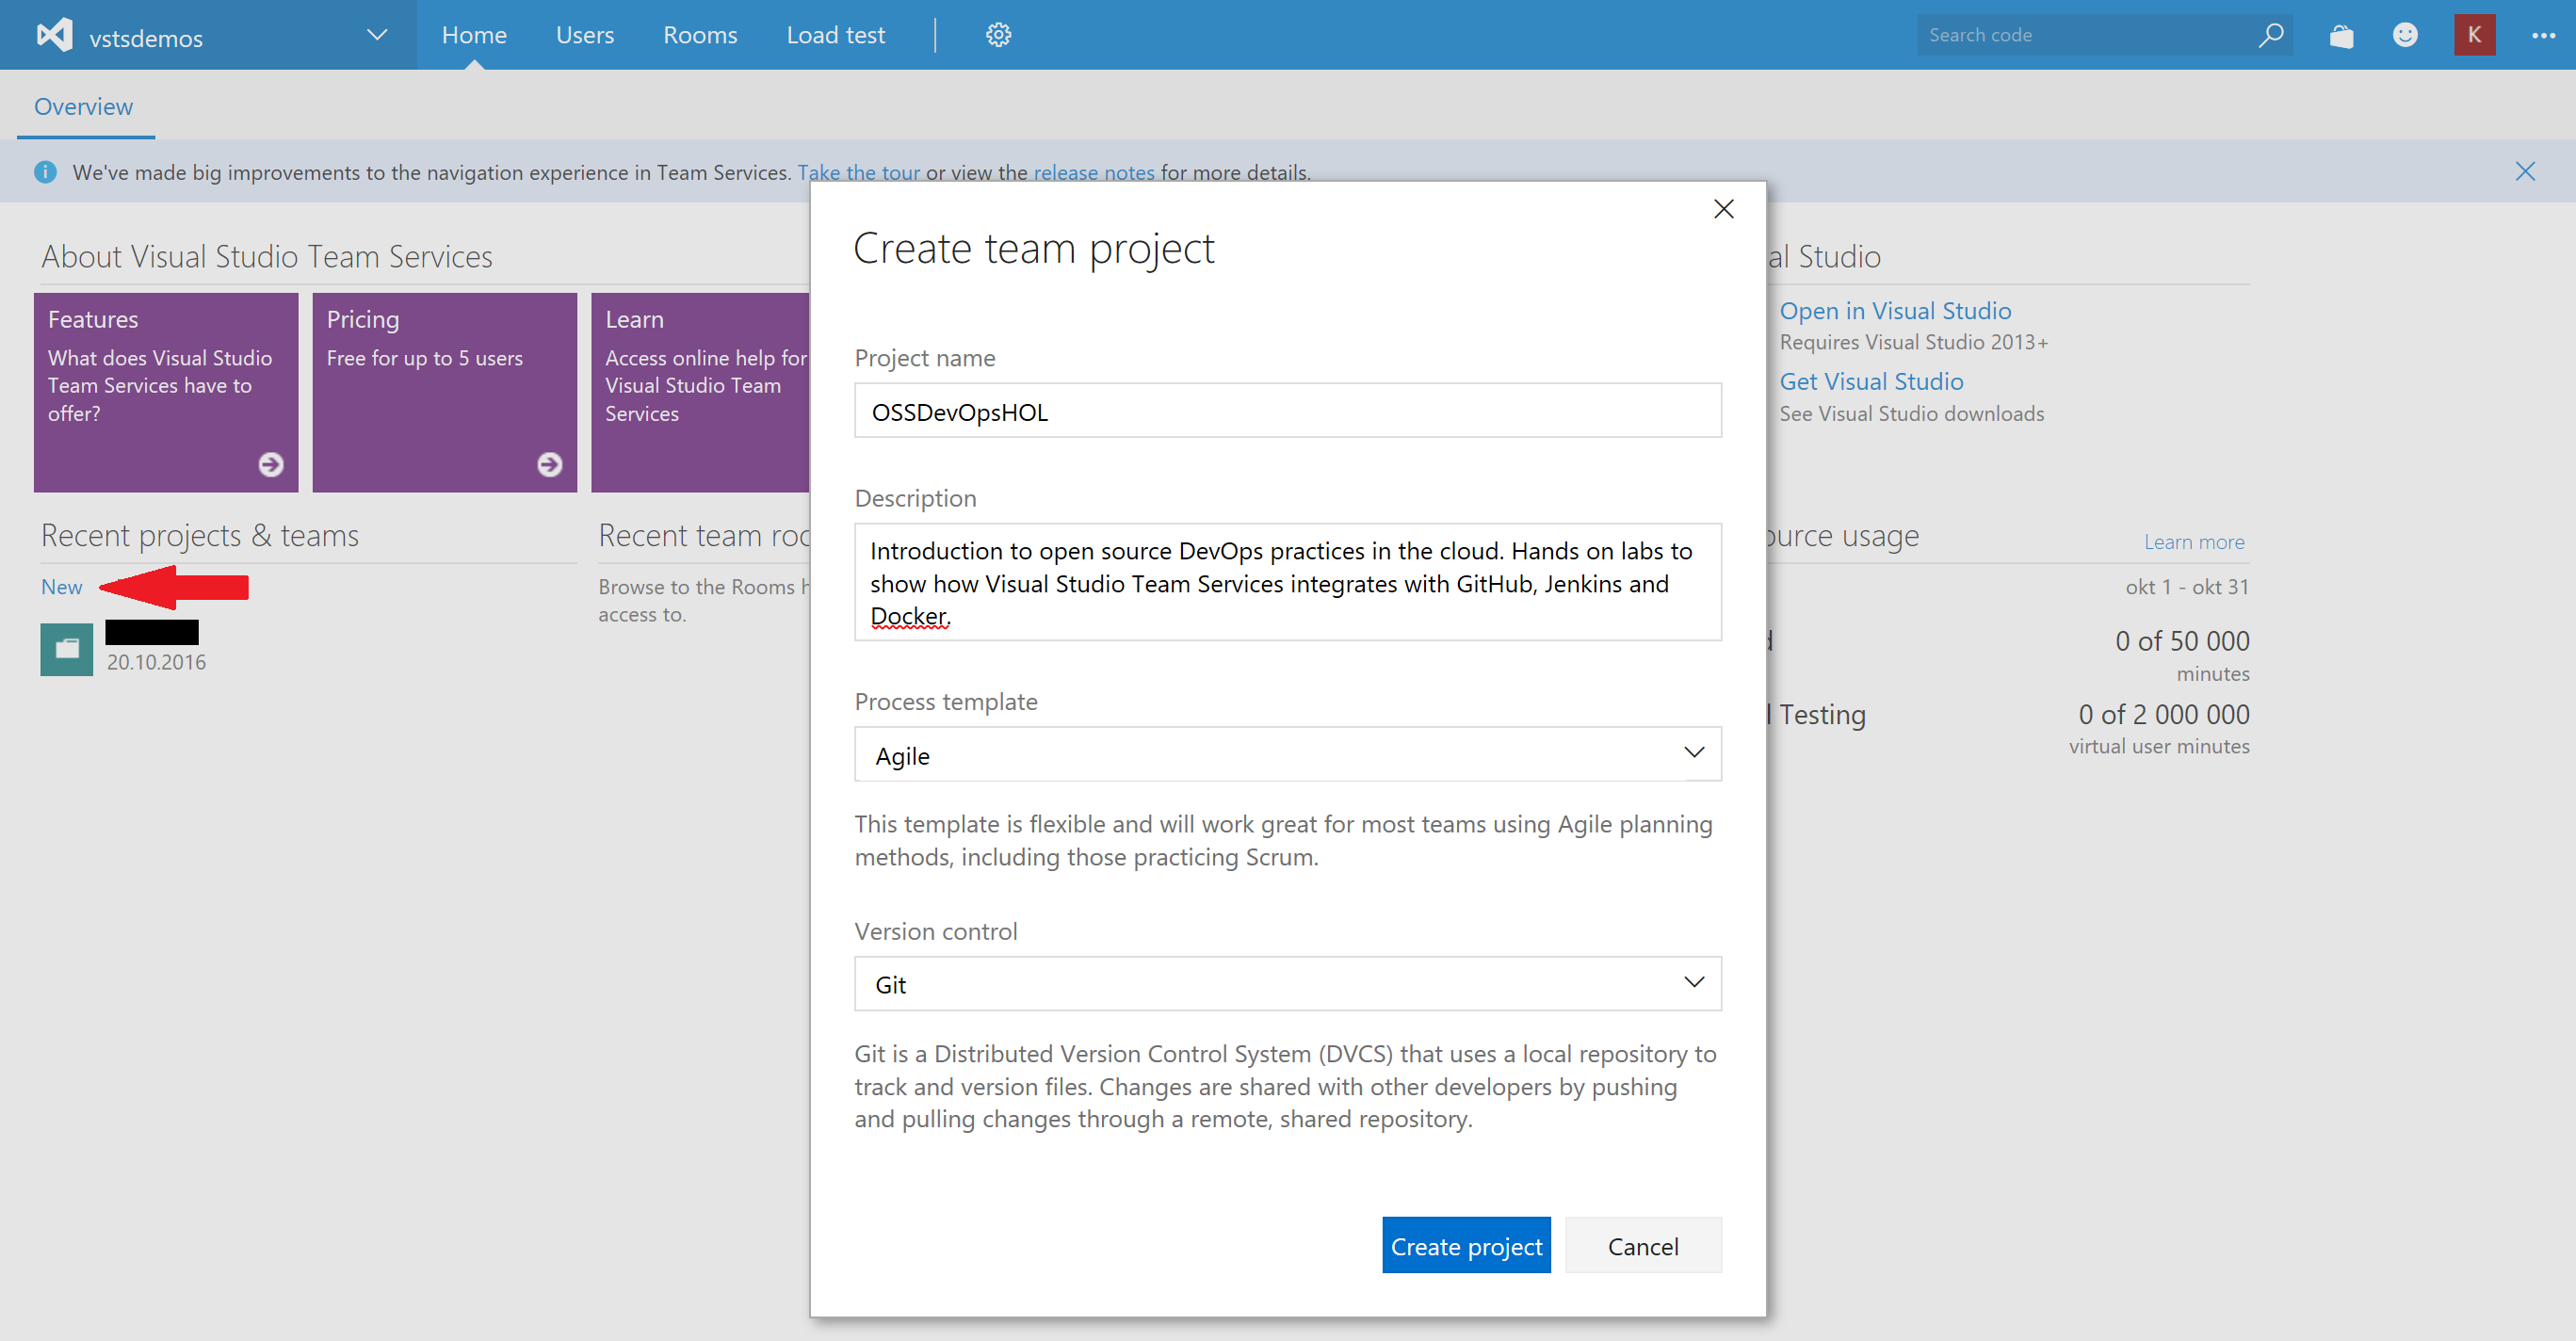 vstsdemos
Home Users Rooms Load test
Search code
K
Overview
We've made big improvements to the navigation experience in Team Services. Take the tour or view the release notes for more details.
About Visual Studio Team Services
Features
What does Visual Studio
Team Services have to
offer?
Pricing
Free for up to 5 users
Learn
Access online help for
Visual Studio Team
Services
Recent projects & teams
New
20.10.2016
Recent team
Browse to the Rooms
access to.
Create team project
Project name
OSSDevOpsHOL
Description
Introduction to open source DevOps practices in the cloud. Hands on labs to
show how Visual Studio Team Services integrates with GitHub, Jenkins and
Docker.
Process template
Agile
This template is flexible and will work great for most teams using Agile planning
methods, including those practicing Scrum.
Version control
Git
Git is a Distributed Version Control System (DVCS) that uses a local repository to
track and version files. Changes are shared with other developers by pushing
and pulling changes through a remote, shared repository.
Create project
Cancel
Studio
Open in Visual Studio
Requires Visual Studio 2013+
Get Visual Studio
See Visual Studio downloads
usage
Learn more
okt 1 - okt 31
0 of 50 000
minutes
Testing
0 of 2 000 000
virtual user minutes